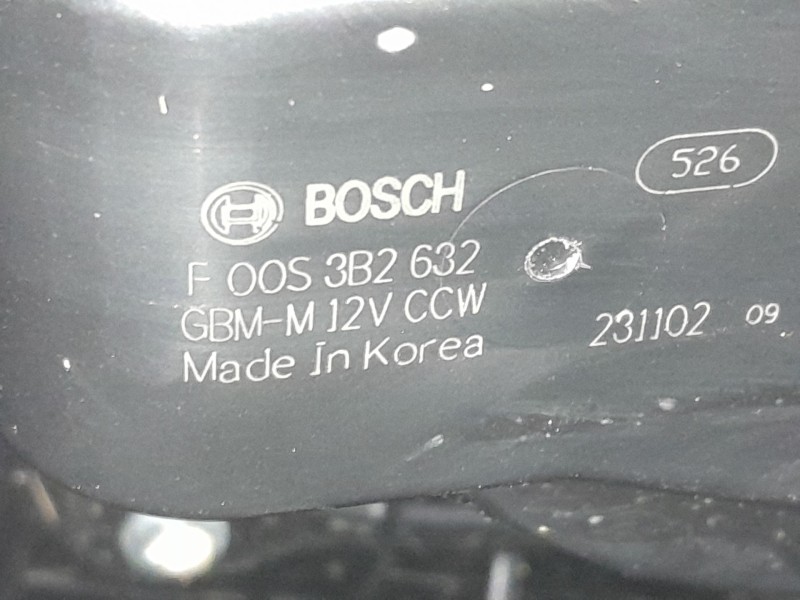 526
BOSCH
F 00S 3B2 632
GBM-M 12V CCW
Made In Korea
231102 09